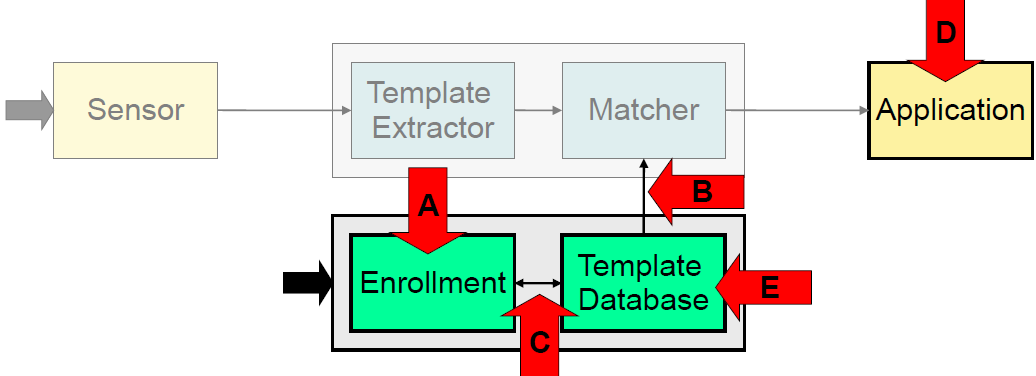 D
Sensor
Template
Extractor
Matcher
Application
A
B
Enrollment
Template
Database
E
C